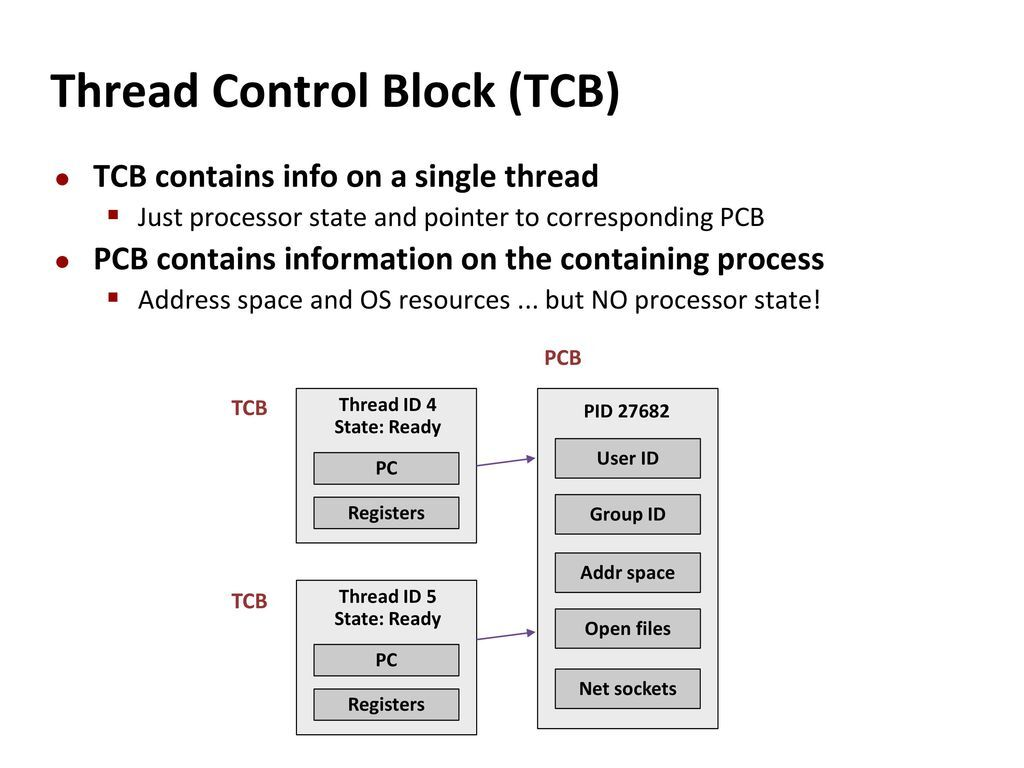 Thread Control Block (TCB)
TCB contains info on a single thread
Just processor state and pointer to corresponding PCB
PCB contains information on the containing process
Address space and OS resources ... but NO processor state!
PCB
TCB
Thread ID 4
State: Ready
PC
Registers
TCB
Thread ID 5
State: Ready
PC
Registers
PID 27682
User ID
Group ID
Addr space
Open files
Net sockets